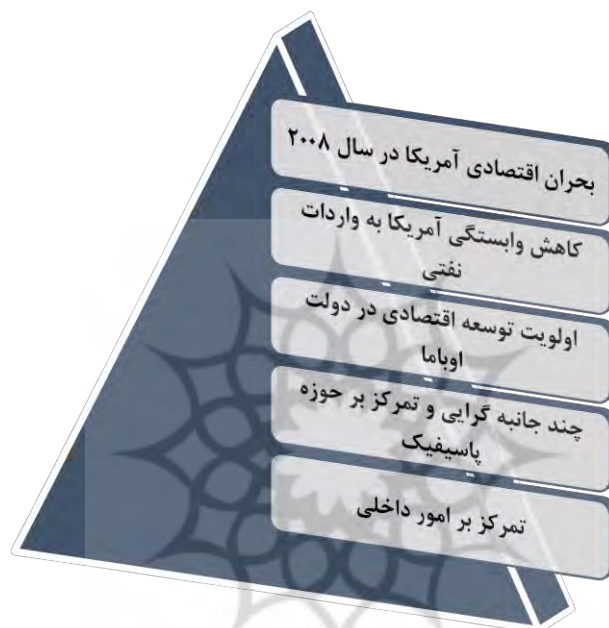 بحران اقتصادی آمریکا در سال ۲۰۰۸
کاهش وابستگی آمریکا به واردات
نفتی
اولویت توسعه اقتصادی در دولت
اوباما
چند جانبه گرایی و تمرکز بر حوزه
پاسیفیک
تمرکز بر امور داخلی